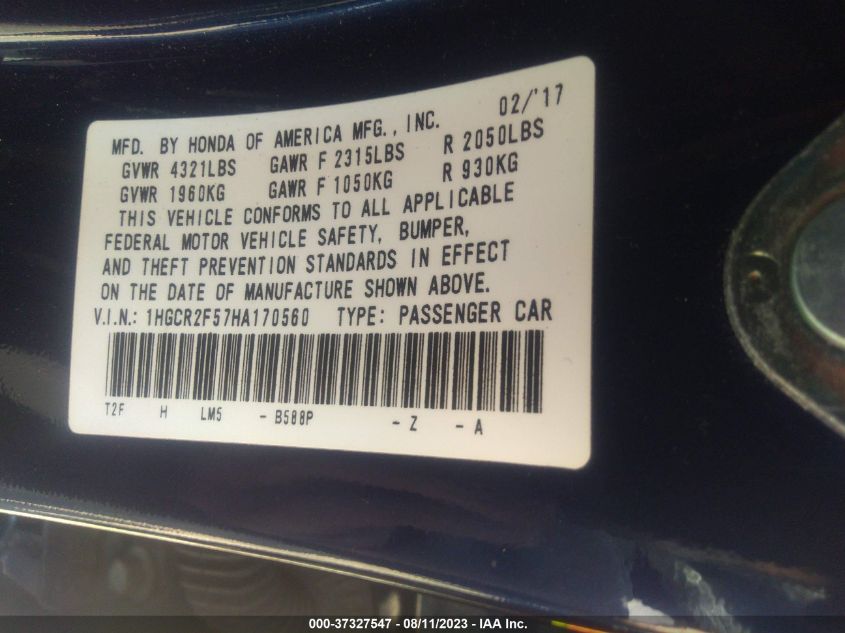 02/'17
MFD. BY HONDA OF AMERICA MFG., INC.
GVWR 4321LBS GAWR F 2315LBS R 2050LBS
GVWR 1960KG GAWR F 1050KG R 930KG
THIS VEHICLE CONFORMS TO ALL APPLICABLE
FEDERAL MOTOR VEHICLE SAFETY, BUMPER,
AND THEFT PREVENTION STANDARDS IN EFFECT
ON THE DATE OF MANUFACTURE SHOWN ABOVE.
V.I.N.: 1HGCR2F57HA170560 TYPE: PASSENGER CAR
T2F H LM5 - B588P - Z - A
000-37327547 - 08/11/2023 - IAA Inc.